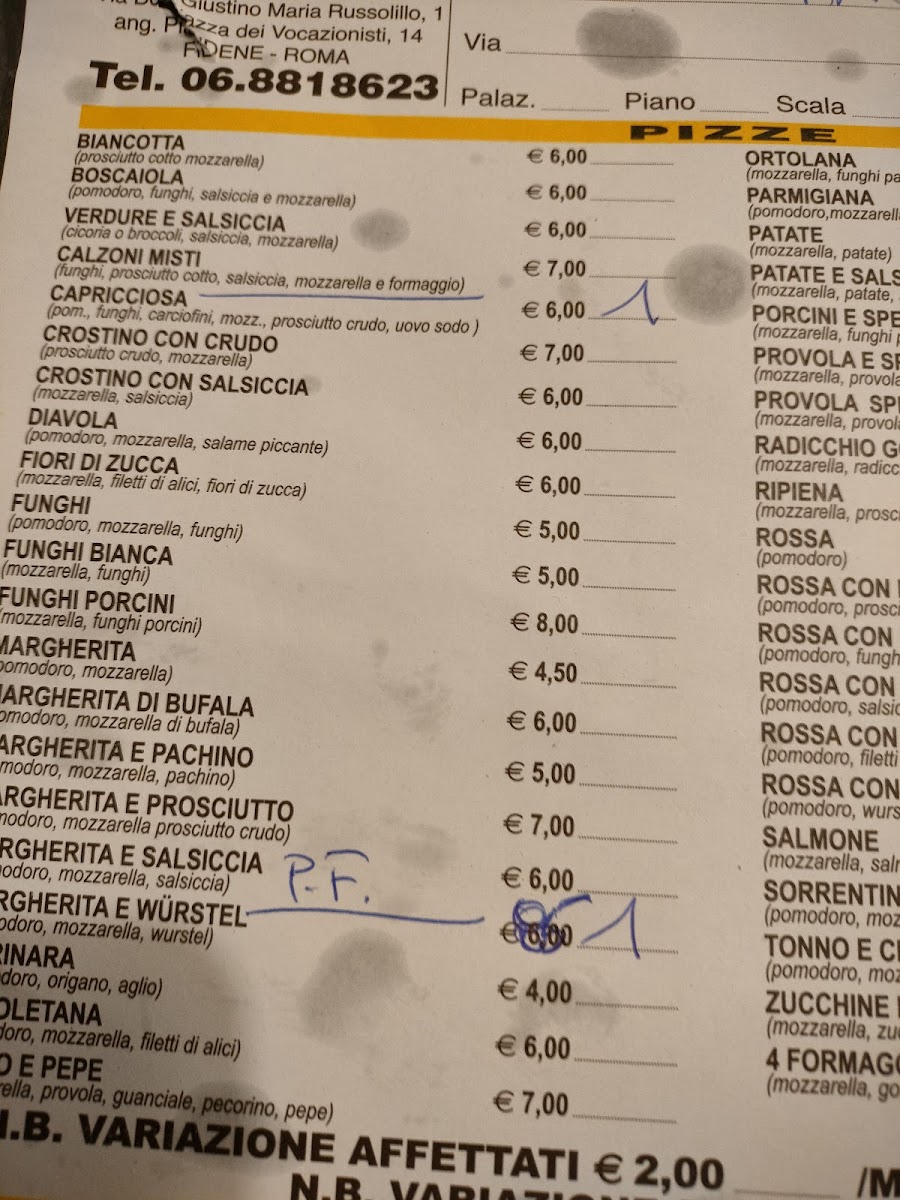 Giustino Maria Russolillo, 1
ang. Piazza dei Vocazionisti, 14
FIDENE - ROMA
Tel. 06.8818623
Via
Palaz. Piano Scala
PIZZE
BIANCOTTA € 6,00
(prosciutto cotto mozzarella)
BOSCAIOLA € 6,00
(pomodoro, funghi, salsiccia e mozzarella)
VERDURE E SALSICCIA € 6,00
(cicoria o broccoli, salsiccia, mozzarella)
CALZONI MISTI € 7,00
(funghi, prosciutto cotto, salsiccia, mozzarella e formaggio)
CAPRICCIOSA € 6,00 1
(pom., funghi, carciofini, mozz., prosciutto crudo, uovo sodo )
CROSTINO CON CRUDO € 7,00
(prosciutto crudo, mozzarella)
CROSTINO CON SALSICCIA € 6,00
(mozzarella, salsiccia)
DIAVOLA € 6,00
(pomodoro, mozzarella, salame piccante)
FIORI DI ZUCCA € 6,00
(mozzarella, filetti di alici, fiori di zucca)
FUNGHI € 5,00
(pomodoro, mozzarella, funghi)
FUNGHI BIANCA € 5,00
(mozzarella, funghi)
FUNGHI PORCINI € 8,00
mozzarella, funghi porcini)
MARGHERITA € 4,50
pomodoro, mozzarella)
MARGHERITA DI BUFALA € 6,00
omodoro, mozzarella di bufala)
ARGHERITA E PACHINO € 5,00
modoro, mozzarella, pachino)
ARGHERITA E PROSCIUTTO € 7,00
modoro, mozzarella prosciutto crudo)
RGHERITA E SALSICCIA € 6,00
odoro, mozzarella, salsiccia)
P.F.
RGHERITA E WÜRSTEL € 6,00 1
odoro, mozzarella, wurstel)
RINARA € 4,00
doro, origano, aglio)
OLETANA € 6,00
doro, mozzarella, filetti di alici)
O E PEPE € 7,00
rella, provola, guanciale, pecorino, pepe)
N.B. VARIAZIONE AFFETTATI € 2,00 /M
N.B. VARIAZIONE
ORTOLANA
(mozzarella, funghi pa
PARMIGIANA
(pomodoro,mozzarell
PATATE
(mozzarella, patate)
PATATE E SALS
(mozzarella, patate,
PORCINI E SPE
(mozzarella, funghi p
PROVOLA E SP
(mozzarella, provola
PROVOLA SPE
(mozzarella, provola
RADICCHIO GO
(mozzarella, radicc
RIPIENA
(mozzarella, prosci
ROSSA
(pomodoro)
ROSSA CON
(pomodoro, prosc
ROSSA CON
(pomodoro, fungh
ROSSA CON
(pomodoro, salsic
ROSSA CON
(pomodoro, filetti
ROSSA CON
(pomodoro, wurs
SALMONE
(mozzarella, salm
SORRENTIN
(pomodoro, moz
TONNO E CI
(pomodoro, moz
ZUCCHINE
(mozzarella, zu
4 FORMAGG
(mozzarella, go